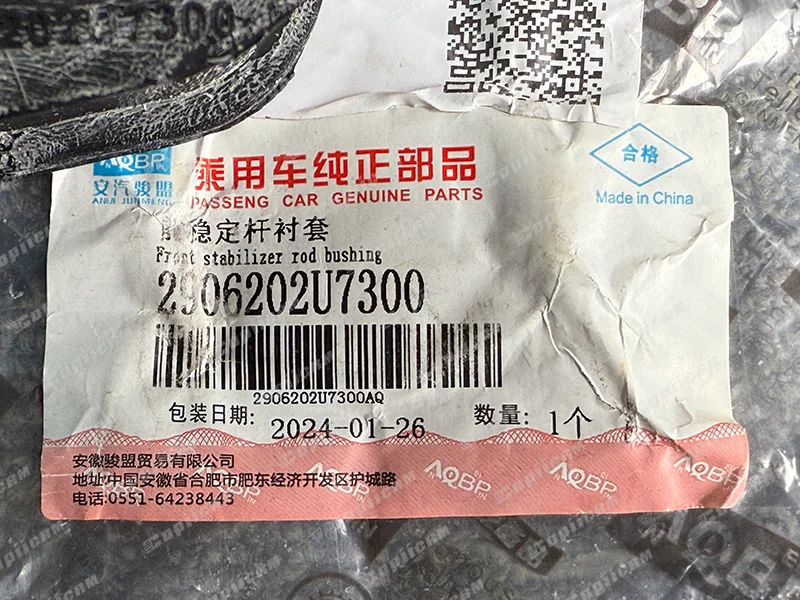 AQBP
安汽骏盟
ANJI JUNMENG
乘用车纯正部品
PASSENG CAR GENUINE PARTS
合格
Made in China
前稳定杆衬套
Front stabilizer rod bushing
2906202U7300
2906202U7300AQ
包装日期: 2024-01-26 数量: 1个
安徽骏盟贸易有限公司
地址:中国安徽省合肥市肥东经济开发区护城路
电话:0551-64238443
AQBP AQBP AQBP